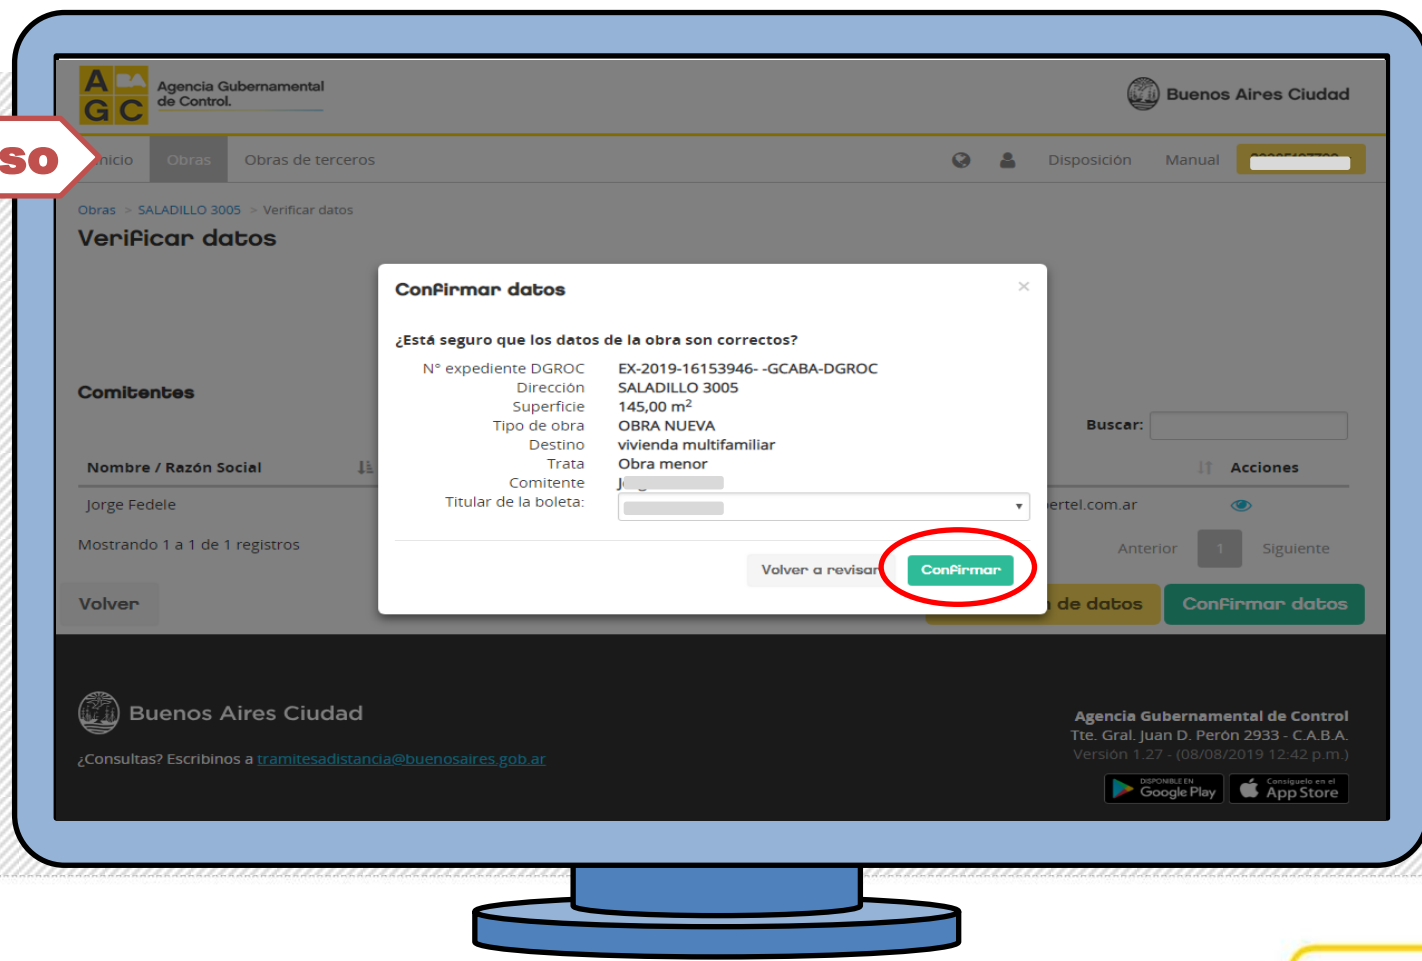 A BA
G C
Agencia Gubernamental
de Control.
Buenos Aires Ciudad
SO
Inicio Obras Obras de terceros Disposición Manual
Obras > SALADILLO 3005 > Verificar datos
Verificar datos
Confirmar datos ×
¿Está seguro que los datos de la obra son correctos?
N° expediente DGROC EX-2019-16153946- -GCABA-DGROC
Dirección SALADILLO 3005
Superficie 145,00 m²
Tipo de obra OBRA NUEVA
Destino vivienda multifamiliar
Trata Obra menor
Comitente
Titular de la boleta:
Volver a revisar Confirmar
Comitentes
Buscar:
Nombre / Razón Social Acciones
Jorge Fedele ertel.com.ar
Mostrando 1 a 1 de 1 registros Anterior 1 Siguiente
Volver de datos Confirmar datos
Buenos Aires Ciudad
¿Consultas? Escribinos a tramitesadistancia@buenosaires.gob.ar
Agencia Gubernamental de Control
Tte. Gral. Juan D. Perón 2933 - C.A.B.A.
Versión 1.27 - (08/08/2019 12:42 p.m.)
DISPONIBLE EN
Google Play
Consíguelo en el
App Store